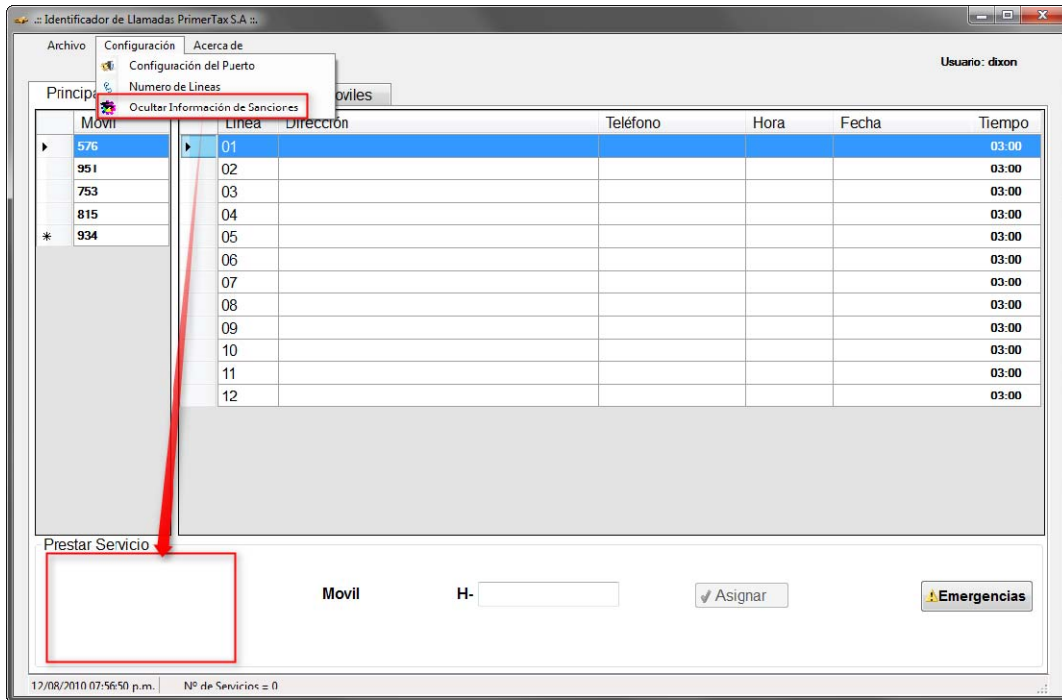 .:: Identificador de Llamadas PrimerTax S.A ::.
Archivo Configuración Acerca de
Usuario: dixon
Configuración del Puerto
Numero de Lineas
Ocultar Información de Sanciones
Movil Linea Dirección Teléfono Hora Fecha Tiempo
576 01 03:00
951 02 03:00
753 03 03:00
815 04 03:00
* 934 05 03:00
06 03:00
07 03:00
08 03:00
09 03:00
10 03:00
11 03:00
12 03:00
Prestar Servicio
Movil H- Asignar Emergencias
12/08/2010 07:56:50 p.m. Nº de Servicios = 0